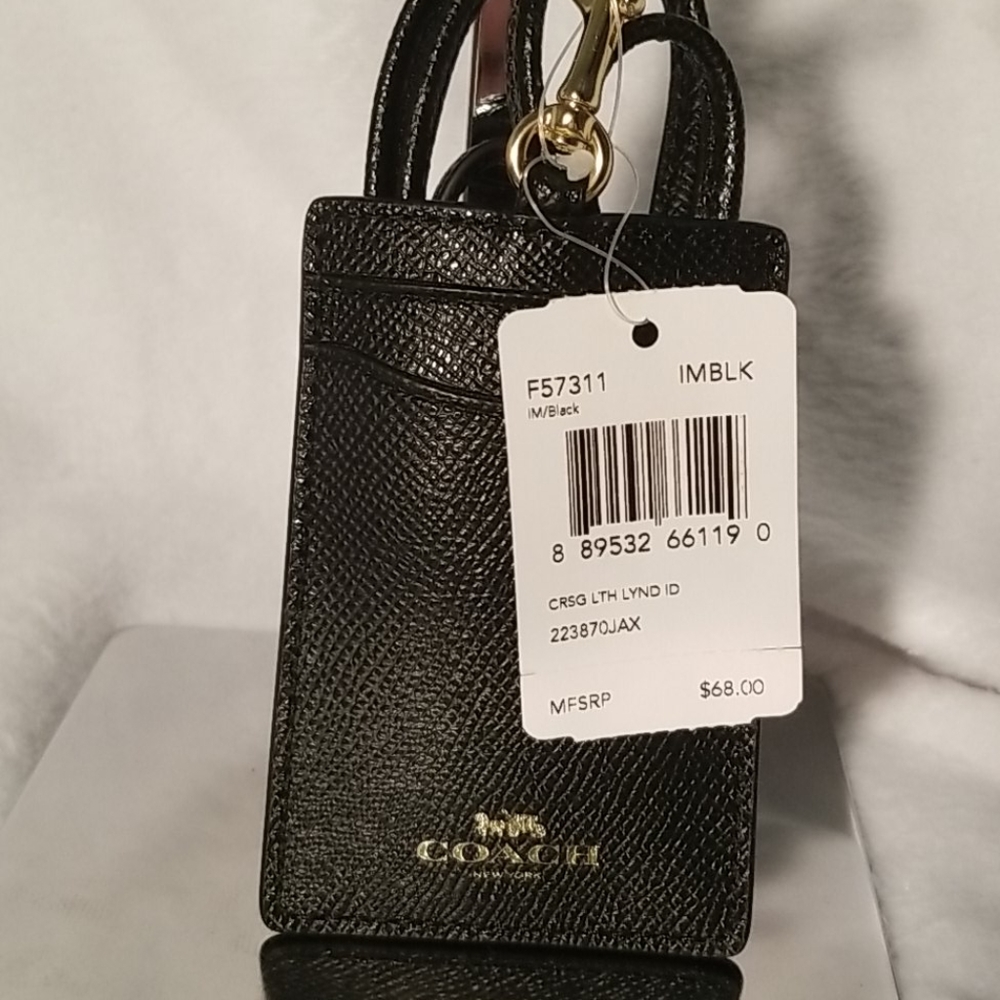 F57311 IMBLK
IM/Black
8 89532 66119 0
CRSG LTH LYND ID
223870JAX
MFSRP $68.00
COACH
NEW YORK